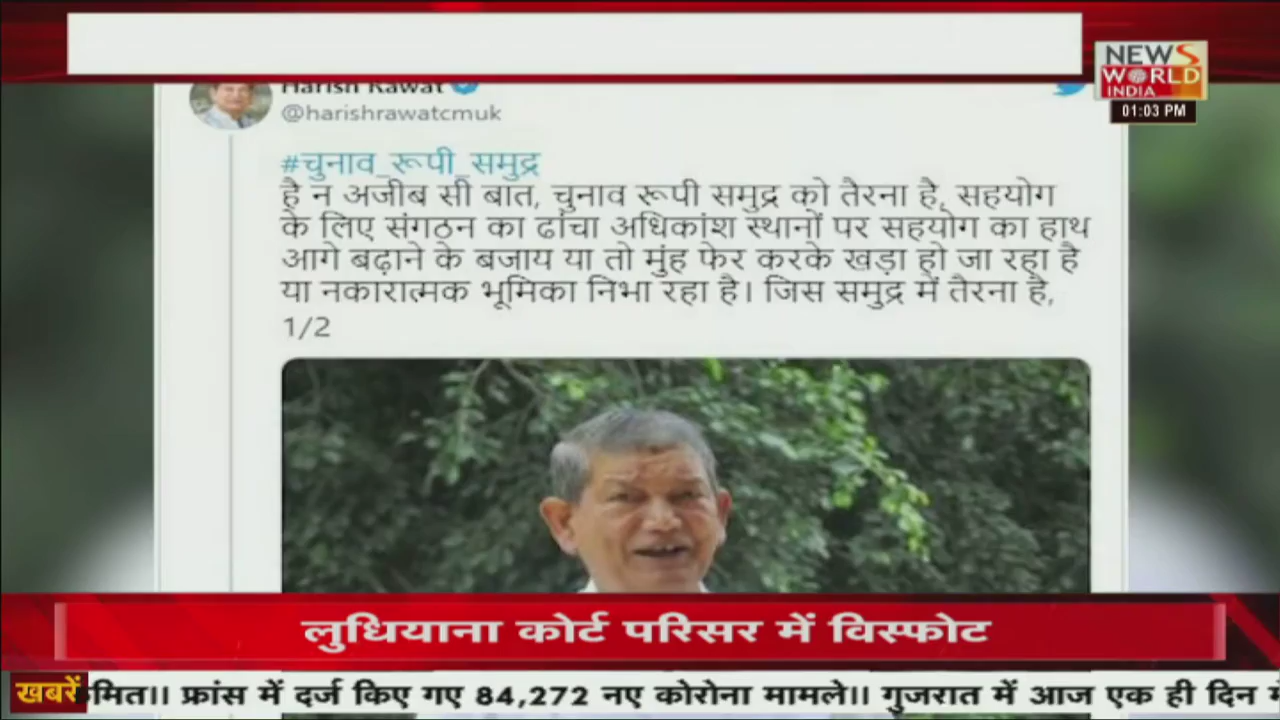 NEWS
WORLD
INDIA
01:03 PM
Harish Rawat
@harishrawatcmuk
#चुनाव_रूपी_समुद्र
है न अजीब सी बात, चुनाव रूपी समुद्र को तैरना है, सहयोग
के लिए संगठन का ढांचा अधिकांश स्थानों पर सहयोग का हाथ
आगे बढ़ाने के बजाय या तो मुंह फेर करके खड़ा हो जा रहा है
या नकारात्मक भूमिका निभा रहा है। जिस समुद्र में तैरना है,
1/2
लुधियाना कोर्ट परिसर में विस्फोट
खबरें मित।। फ्रांस में दर्ज किए गए 84,272 नए कोरोना मामले।। गुजरात में आज एक ही दिन